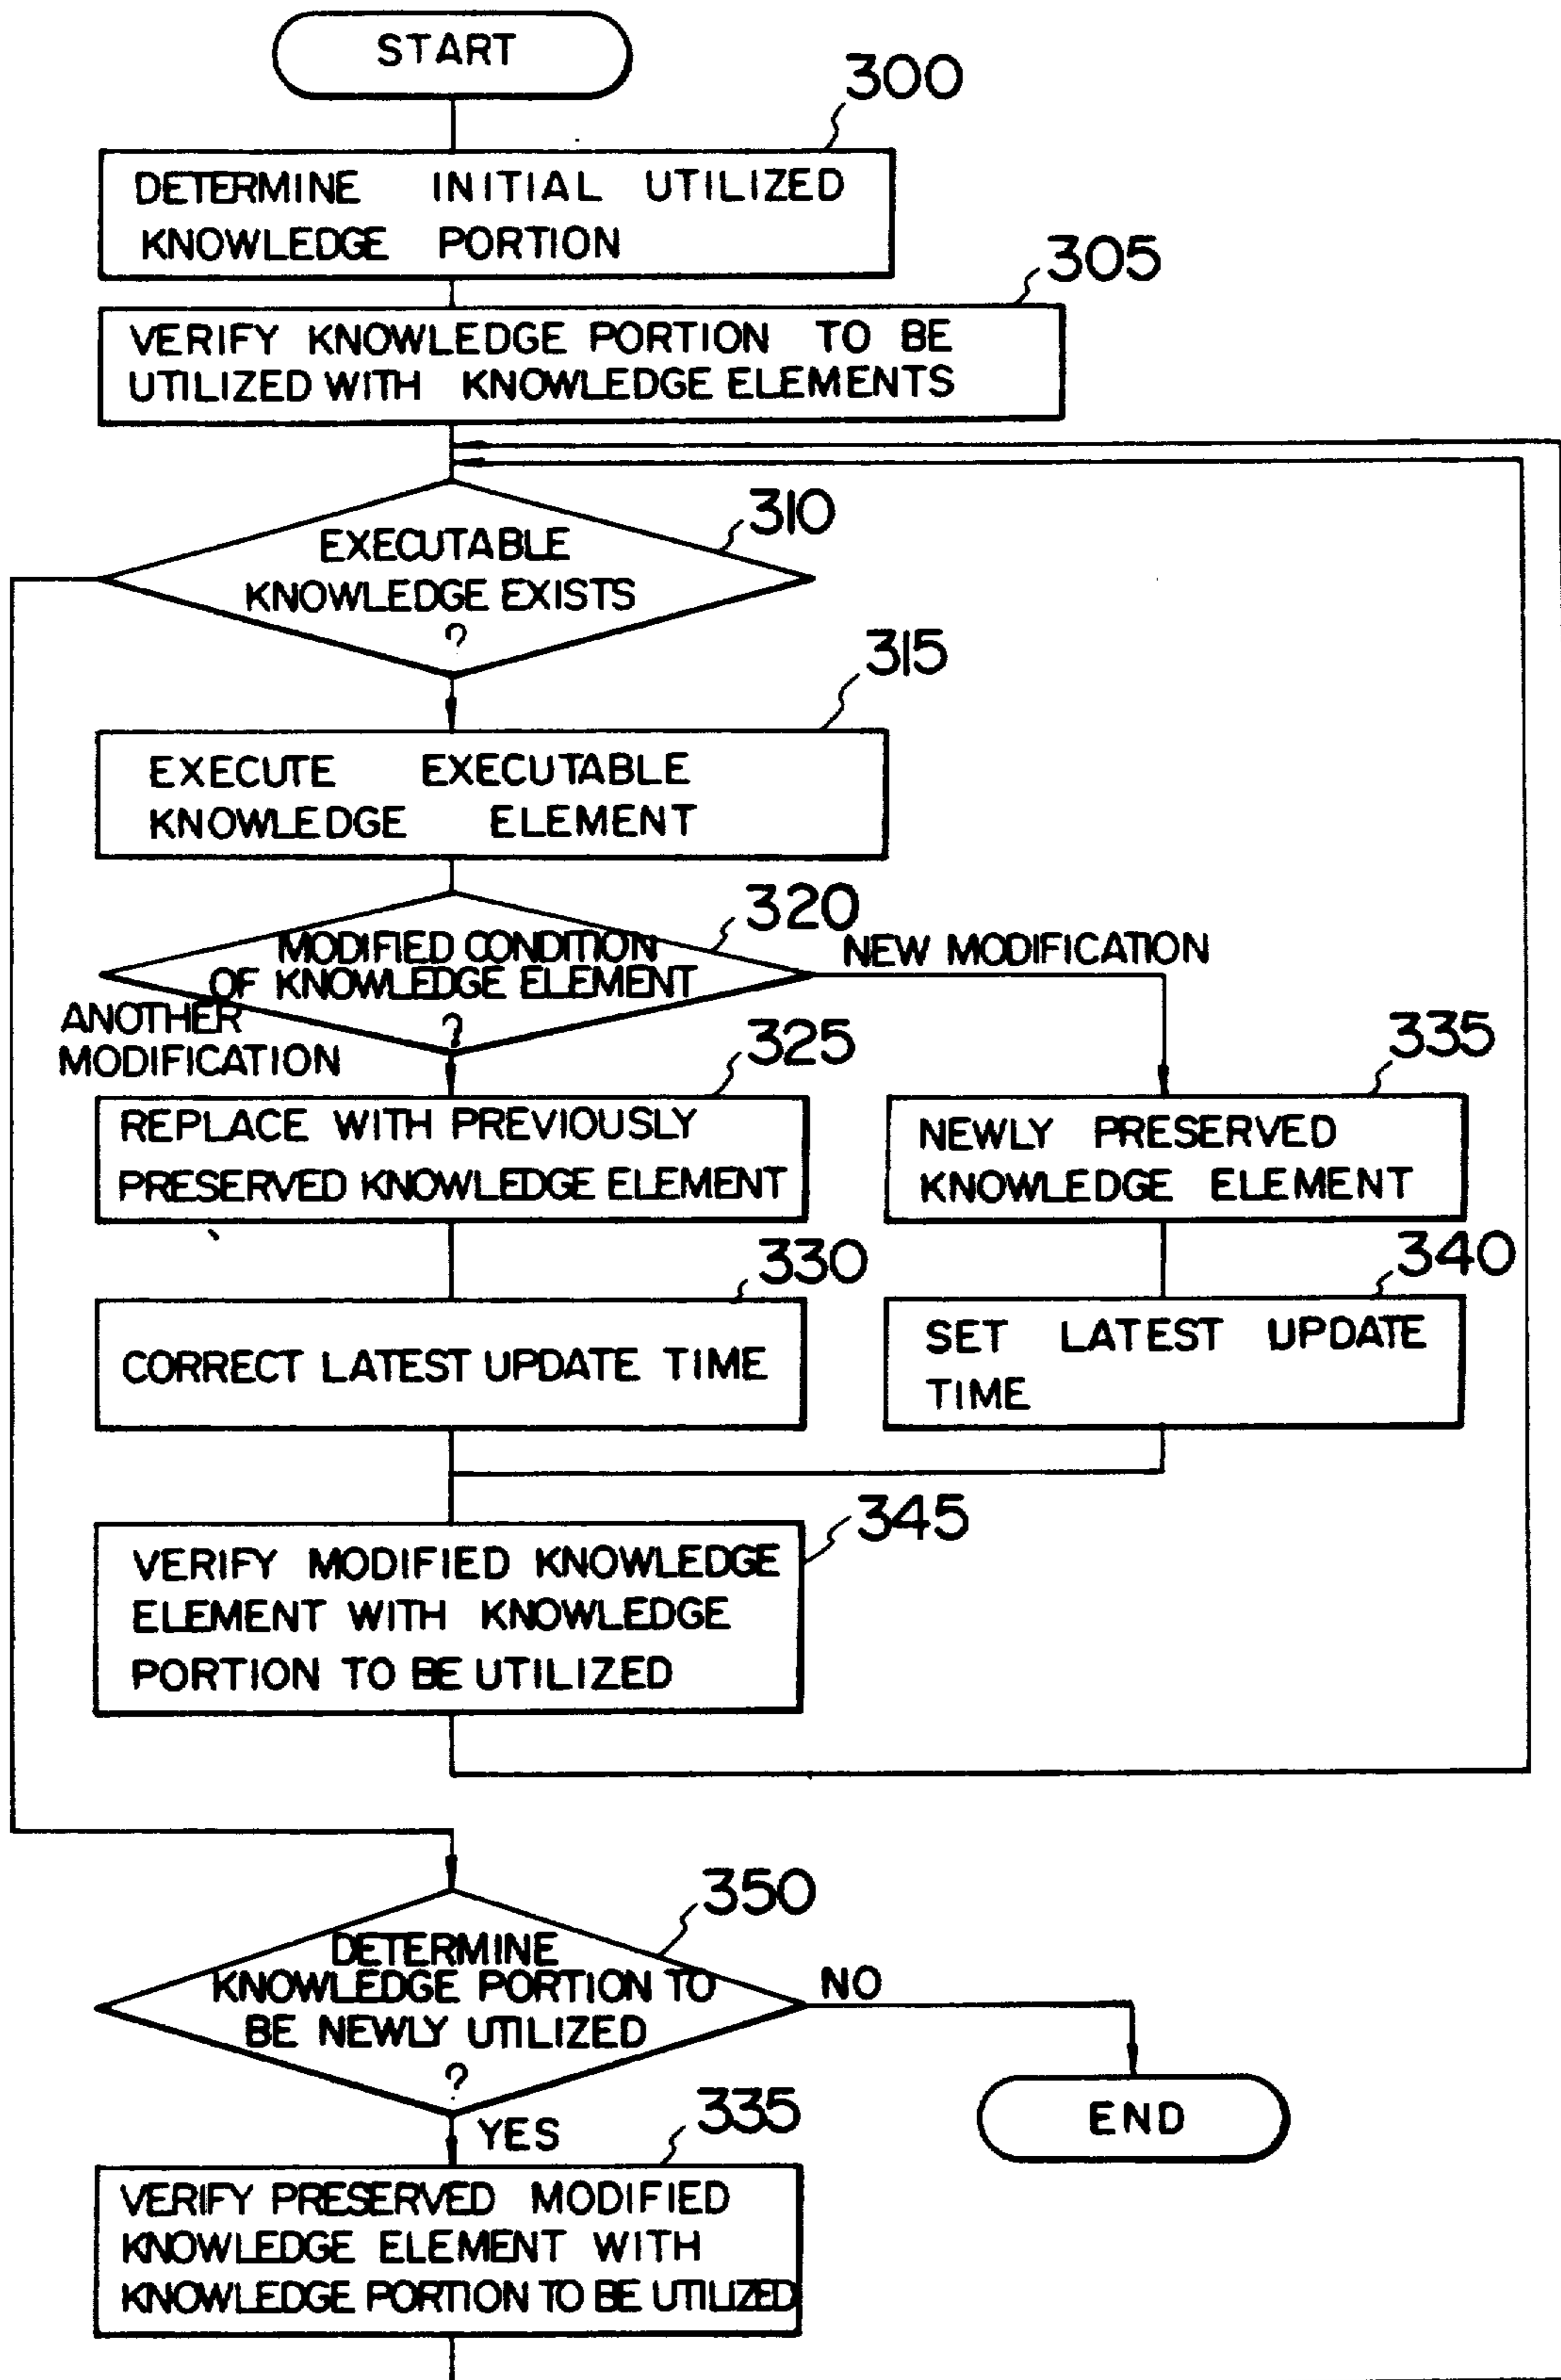 START
300
DETERMINE INITIAL UTILIZED
KNOWLEDGE PORTION
305
VERIFY KNOWLEDGE PORTION TO BE
UTILIZED WITH KNOWLEDGE ELEMENTS
310
EXECUTABLE
KNOWLEDGE EXISTS
?
315
EXECUTE EXECUTABLE
KNOWLEDGE ELEMENT
320
MODIFIED CONDITION
OF KNOWLEDGE ELEMENT
?
NEW MODIFICATION
ANOTHER
MODIFICATION
325
REPLACE WITH PREVIOUSLY
PRESERVED KNOWLEDGE ELEMENT
335
NEWLY PRESERVED
KNOWLEDGE ELEMENT
330
CORRECT LATEST UPDATE TIME
340
SET LATEST UPDATE
TIME
345
VERIFY MODIFIED KNOWLEDGE
ELEMENT WITH KNOWLEDGE
PORTION TO BE UTILIZED
350
DETERMINE
KNOWLEDGE PORTION TO
BE NEWLY UTILIZED
?
NO
END
YES
335
VERIFY PRESERVED MODIFIED
KNOWLEDGE ELEMENT WITH
KNOWLEDGE PORTION TO BE UTILIZED